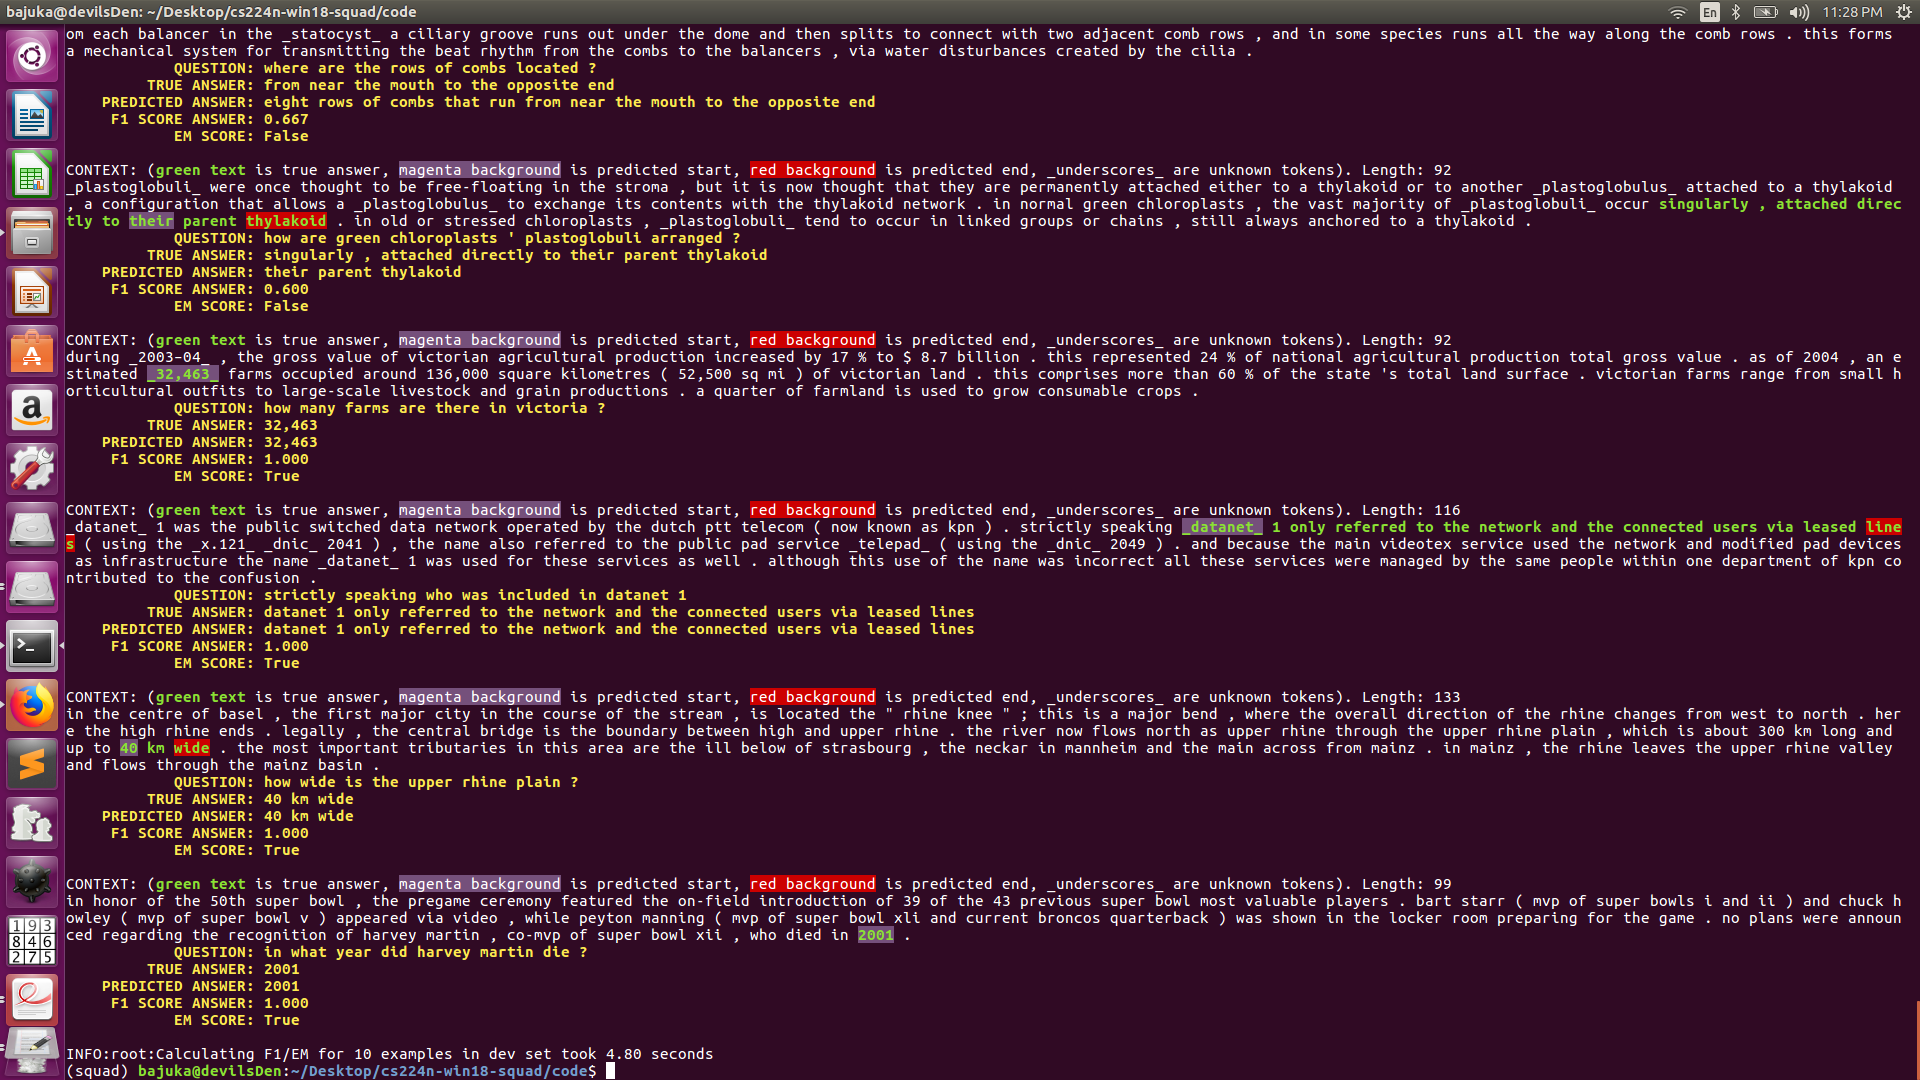 bajuka@devilsDen: ~/Desktop/cs224n-win18-squad/code
En
11:28 PM
om each balancer in the _statocyst_ a ciliary groove runs out under the dome and then splits to connect with two adjacent comb rows , and in some species runs all the way along the comb rows . this forms
a mechanical system for transmitting the beat rhythm from the combs to the balancers , via water disturbances created by the cilia .
QUESTION: where are the rows of combs located ?
TRUE ANSWER: from near the mouth to the opposite end
PREDICTED ANSWER: eight rows of combs that run from near the mouth to the opposite end
F1 SCORE ANSWER: 0.667
EM SCORE: False
CONTEXT: (green text is true answer, magenta background is predicted start, red background is predicted end, _underscores_ are unknown tokens). Length: 92
_plastoglobuli_ were once thought to be free-floating in the stroma , but it is now thought that they are permanently attached either to a thylakoid or to another _plastoglobulus_ attached to a thylakoid
, a configuration that allows a _plastoglobulus_ to exchange its contents with the thylakoid network . in normal green chloroplasts , the vast majority of _plastoglobuli_ occur singularly , attached direc
tly to their parent thylakoid . in old or stressed chloroplasts , _plastoglobuli_ tend to occur in linked groups or chains , still always anchored to a thylakoid .
QUESTION: how are green chloroplasts ' plastoglobuli arranged ?
TRUE ANSWER: singularly , attached directly to their parent thylakoid
PREDICTED ANSWER: their parent thylakoid
F1 SCORE ANSWER: 0.600
EM SCORE: False
CONTEXT: (green text is true answer, magenta background is predicted start, red background is predicted end, _underscores_ are unknown tokens). Length: 92
during _2003-04_ , the gross value of victorian agricultural production increased by 17 % to $ 8.7 billion . this represented 24 % of national agricultural production total gross value . as of 2004 , an e
stimated _32,463_ farms occupied around 136,000 square kilometres ( 52,500 sq mi ) of victorian land . this comprises more than 60 % of the state 's total land surface . victorian farms range from small h
orticultural outfits to large-scale livestock and grain productions . a quarter of farmland is used to grow consumable crops .
QUESTION: how many farms are there in victoria ?
TRUE ANSWER: 32,463
PREDICTED ANSWER: 32,463
F1 SCORE ANSWER: 1.000
EM SCORE: True
CONTEXT: (green text is true answer, magenta background is predicted start, red background is predicted end, _underscores_ are unknown tokens). Length: 116
_datanet_ 1 was the public switched data network operated by the dutch ptt telecom ( now known as kpn ) . strictly speaking _datanet_ 1 only referred to the network and the connected users via leased line
s ( using the _x.121_ _dnic_ 2041 ) , the name also referred to the public pad service _telepad_ ( using the _dnic_ 2049 ) . and because the main videotex service used the network and modified pad devices
as infrastructure the name _datanet_ 1 was used for these services as well . although this use of the name was incorrect all these services were managed by the same people within one department of kpn co
ntributed to the confusion .
QUESTION: strictly speaking who was included in datanet 1
TRUE ANSWER: datanet 1 only referred to the network and the connected users via leased lines
PREDICTED ANSWER: datanet 1 only referred to the network and the connected users via leased lines
F1 SCORE ANSWER: 1.000
EM SCORE: True
CONTEXT: (green text is true answer, magenta background is predicted start, red background is predicted end, _underscores_ are unknown tokens). Length: 133
in the centre of basel , the first major city in the course of the stream , is located the " rhine knee " ; this is a major bend , where the overall direction of the rhine changes from west to north . her
e the high rhine ends . legally , the central bridge is the boundary between high and upper rhine . the river now flows north as upper rhine through the upper rhine plain , which is about 300 km long and
up to 40 km wide . the most important tributaries in this area are the ill below of strasbourg , the neckar in mannheim and the main across from mainz . in mainz , the rhine leaves the upper rhine valley
and flows through the mainz basin .
QUESTION: how wide is the upper rhine plain ?
TRUE ANSWER: 40 km wide
PREDICTED ANSWER: 40 km wide
F1 SCORE ANSWER: 1.000
EM SCORE: True
CONTEXT: (green text is true answer, magenta background is predicted start, red background is predicted end, _underscores_ are unknown tokens). Length: 99
in honor of the 50th super bowl , the pregame ceremony featured the on-field introduction of 39 of the 43 previous super bowl most valuable players . bart starr ( mvp of super bowls i and ii ) and chuck h
owley ( mvp of super bowl v ) appeared via video , while peyton manning ( mvp of super bowl xli and current broncos quarterback ) was shown in the locker room preparing for the game . no plans were announ
ced regarding the recognition of harvey martin , co-mvp of super bowl xii , who died in 2001 .
QUESTION: in what year did harvey martin die ?
TRUE ANSWER: 2001
PREDICTED ANSWER: 2001
F1 SCORE ANSWER: 1.000
EM SCORE: True
INFO:root:Calculating F1/EM for 10 examples in dev set took 4.80 seconds
(squad) bajuka@devilsDen:~/Desktop/cs224n-win18-squad/code$
a
1 9 3
8 4 6
2 7 5